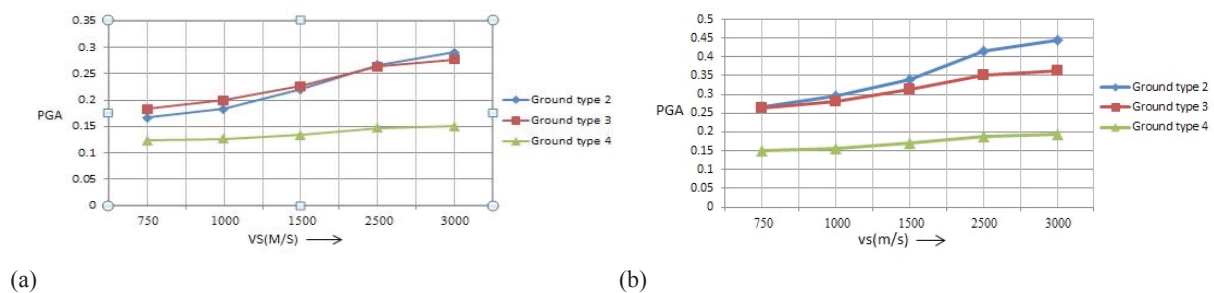 0.35
0.3
0.25
0.2
0.15
0.1
0.05
0
PGA
750 1000 1500 2500 3000
VS(M/S)
Ground type 2
Ground type 3
Ground type 4
(a)
0.5
0.45
0.4
0.35
0.3
0.25
0.2
0.15
0.1
0.05
0
PGA
750 1000 1500 2500 3000
vs(m/s)
Ground type 2
Ground type 3
Ground type 4
(b)